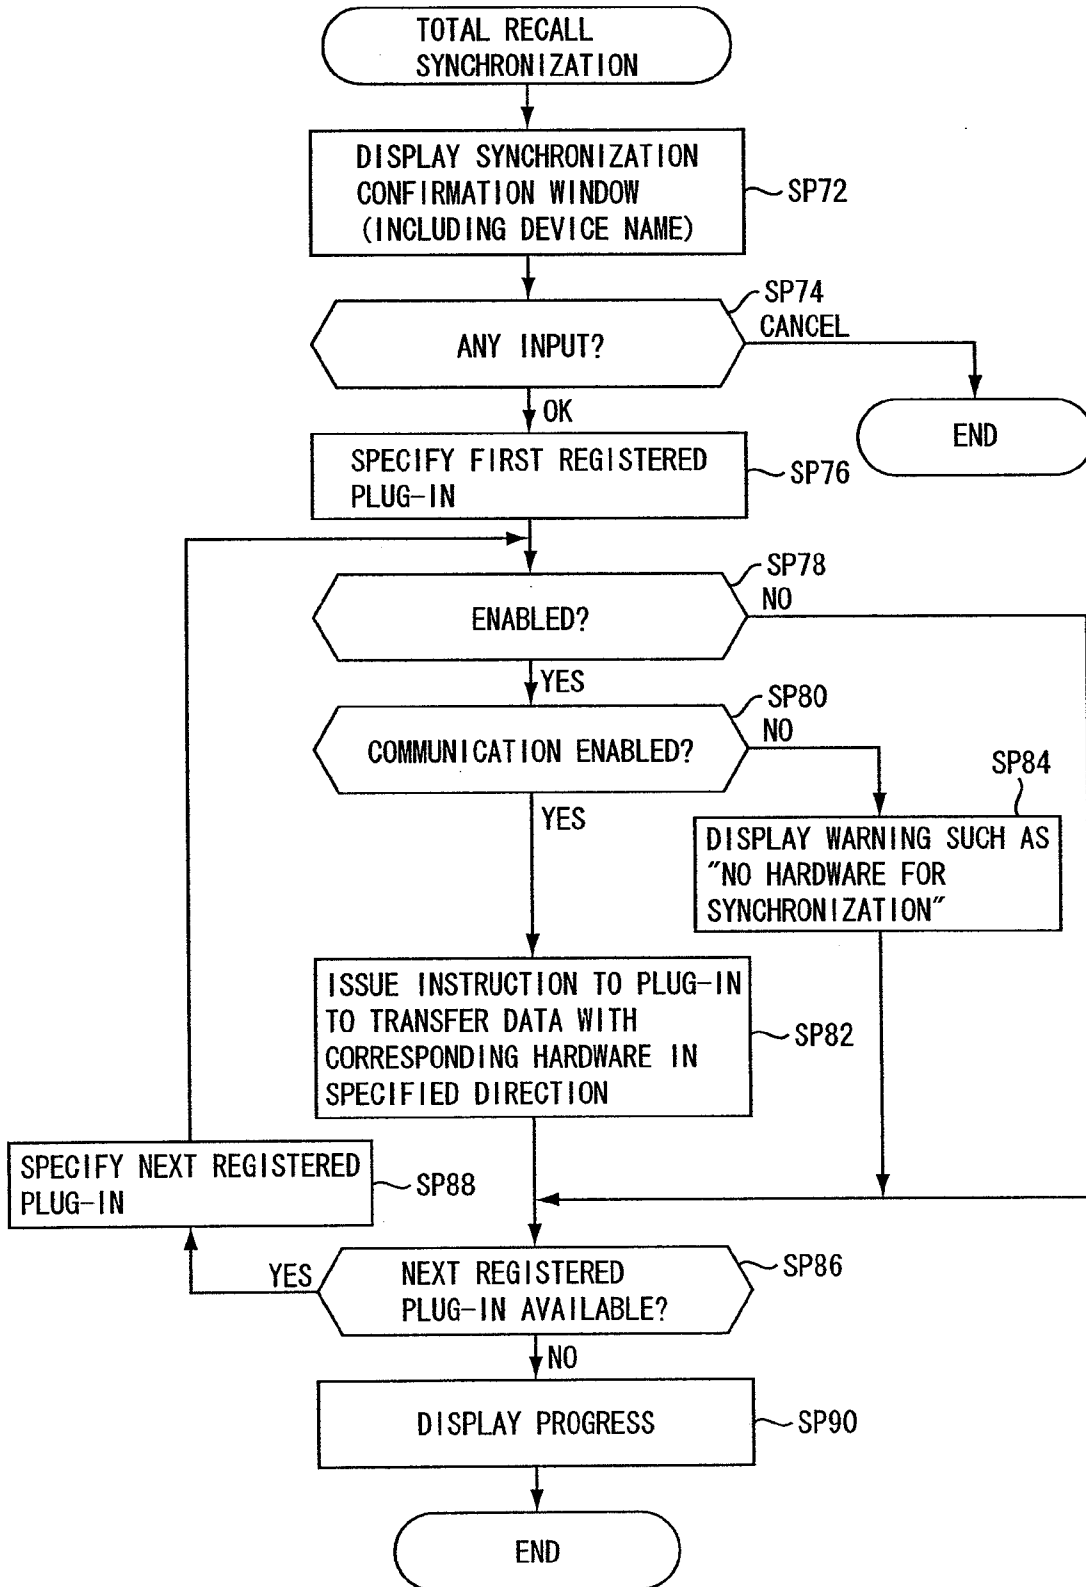 TOTAL RECALL
SYNCHRONIZATION
DISPLAY SYNCHRONIZATION
CONFIRMATION WINDOW
(INCLUDING DEVICE NAME)
SP72
SP74
ANY INPUT?
CANCEL
OK
END
SPECIFY FIRST REGISTERED
PLUG-IN
SP76
SP78
ENABLED?
NO
YES
SP80
COMMUNICATION ENABLED?
NO
YES
SP84
DISPLAY WARNING SUCH AS
"NO HARDWARE FOR
SYNCHRONIZATION"
ISSUE INSTRUCTION TO PLUG-IN
TO TRANSFER DATA WITH
CORRESPONDING HARDWARE IN
SPECIFIED DIRECTION
SP82
SPECIFY NEXT REGISTERED
PLUG-IN
SP88
YES
NEXT REGISTERED
PLUG-IN AVAILABLE?
SP86
NO
DISPLAY PROGRESS
SP90
END